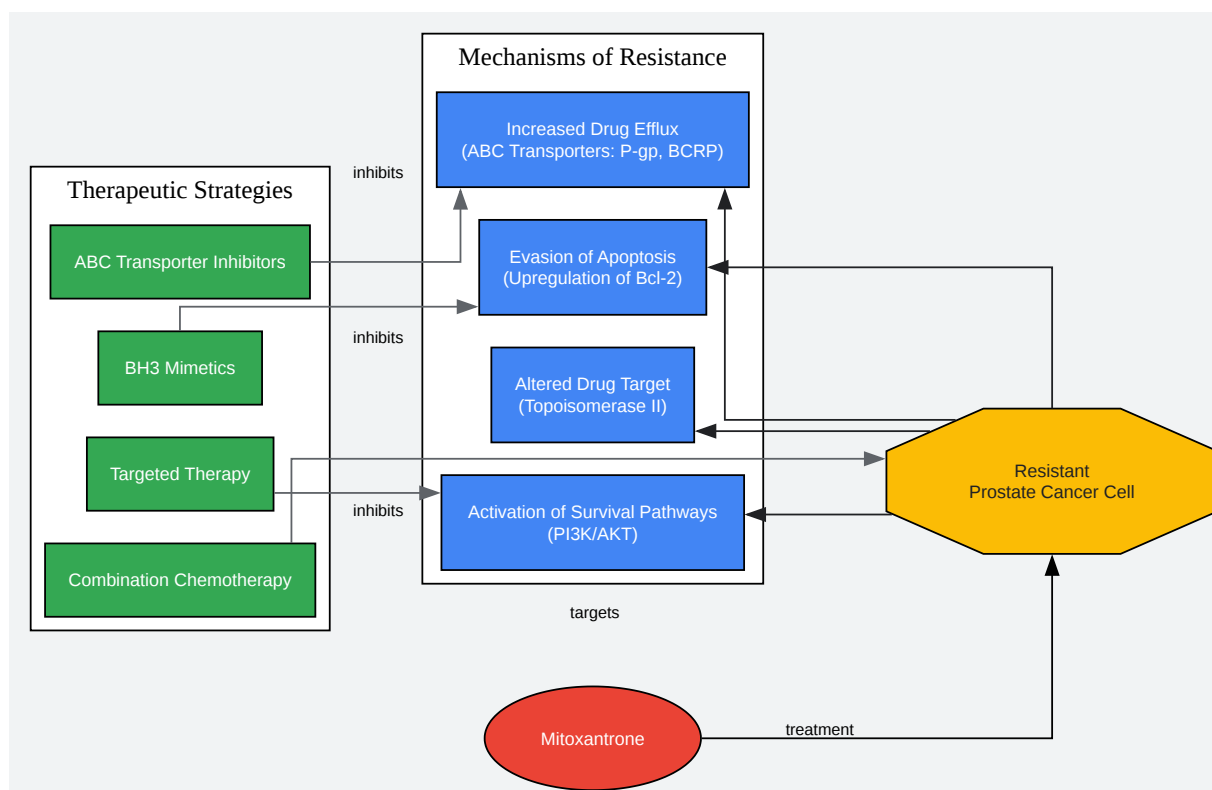 Mechanisms of Resistance
Increased Drug Efflux
(ABC Transporters: P-gp, BCRP)
inhibits
Therapeutic Strategies
ABC Transporter Inhibitors
Evasion of Apoptosis
(Upregulation of Bcl-2)
inhibits
BH3 Mimetics
Altered Drug Target
(Topoisomerase II)
Targeted Therapy
Resistant
Prostate Cancer Cell
inhibits
Activation of Survival Pathways
(PI3K/AKT)
Combination Chemotherapy
targets
treatment
Mitoxantrone